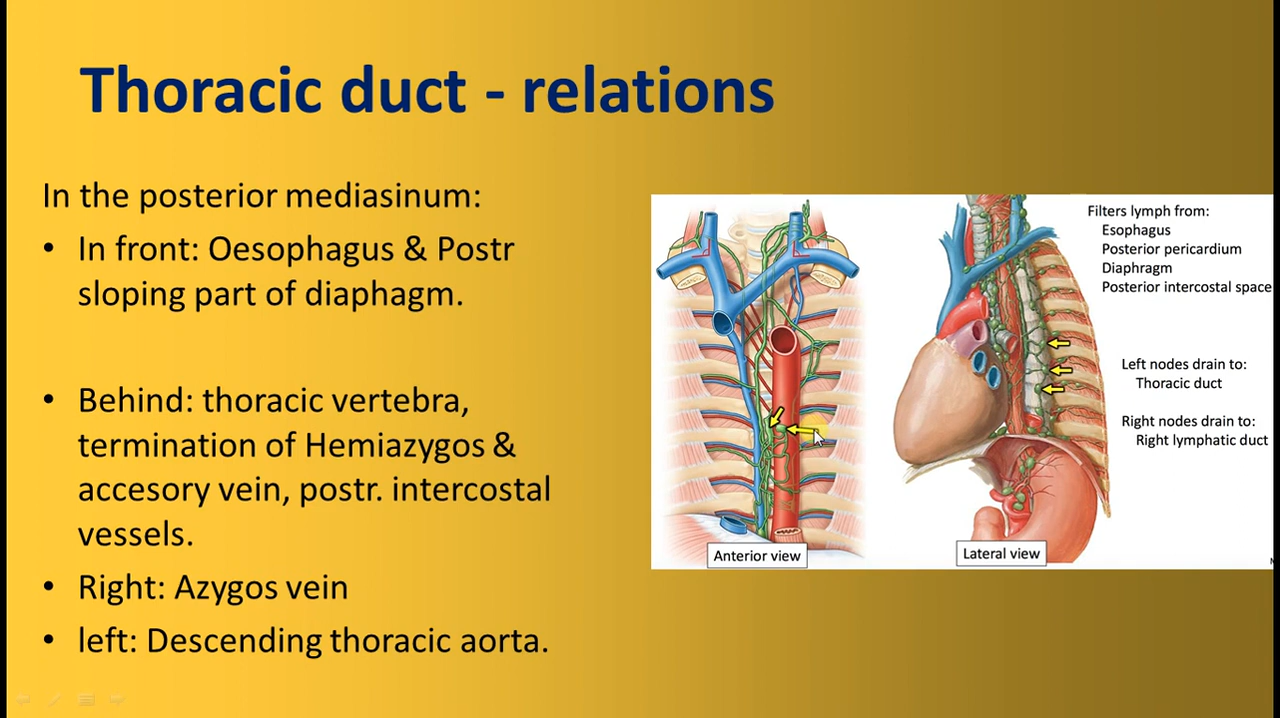 Thoracic duct - relations
In the posterior mediasinum:
• In front: Oesophagus & Postr
sloping part of diaphagm.
• Behind: thoracic vertebra,
termination of Hemiazygos &
accesory vein, postr. intercostal
vessels.
• Right: Azygos vein
• left: Descending thoracic aorta.
Filters lymph from:
Esophagus
Posterior pericardium
Diaphragm
Posterior intercostal space
Left nodes drain to:
Thoracic duct
Right nodes drain to:
Right lymphatic duct
Anterior view
Lateral view